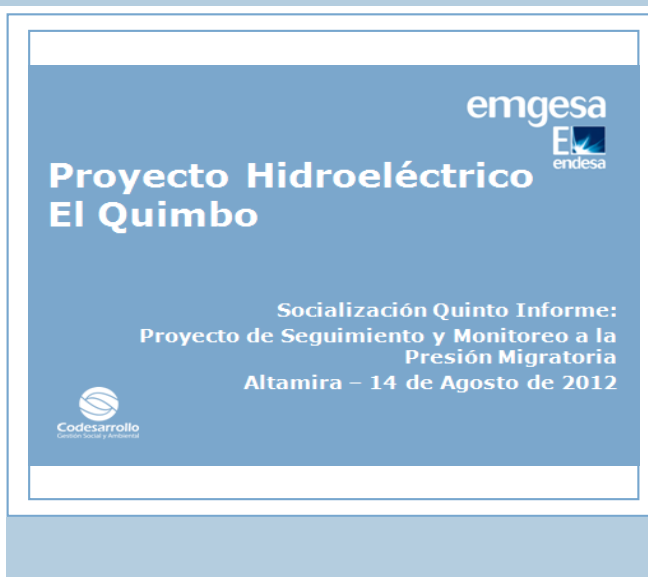 emgesa
endesa
Proyecto Hidroeléctrico
El Quimbo
Socialización Quinto Informe:
Proyecto de Seguimiento y Monitoreo a la
Presión Migratoria
Altamira – 14 de Agosto de 2012
Codesarrollo
Gestión Social y Ambiental